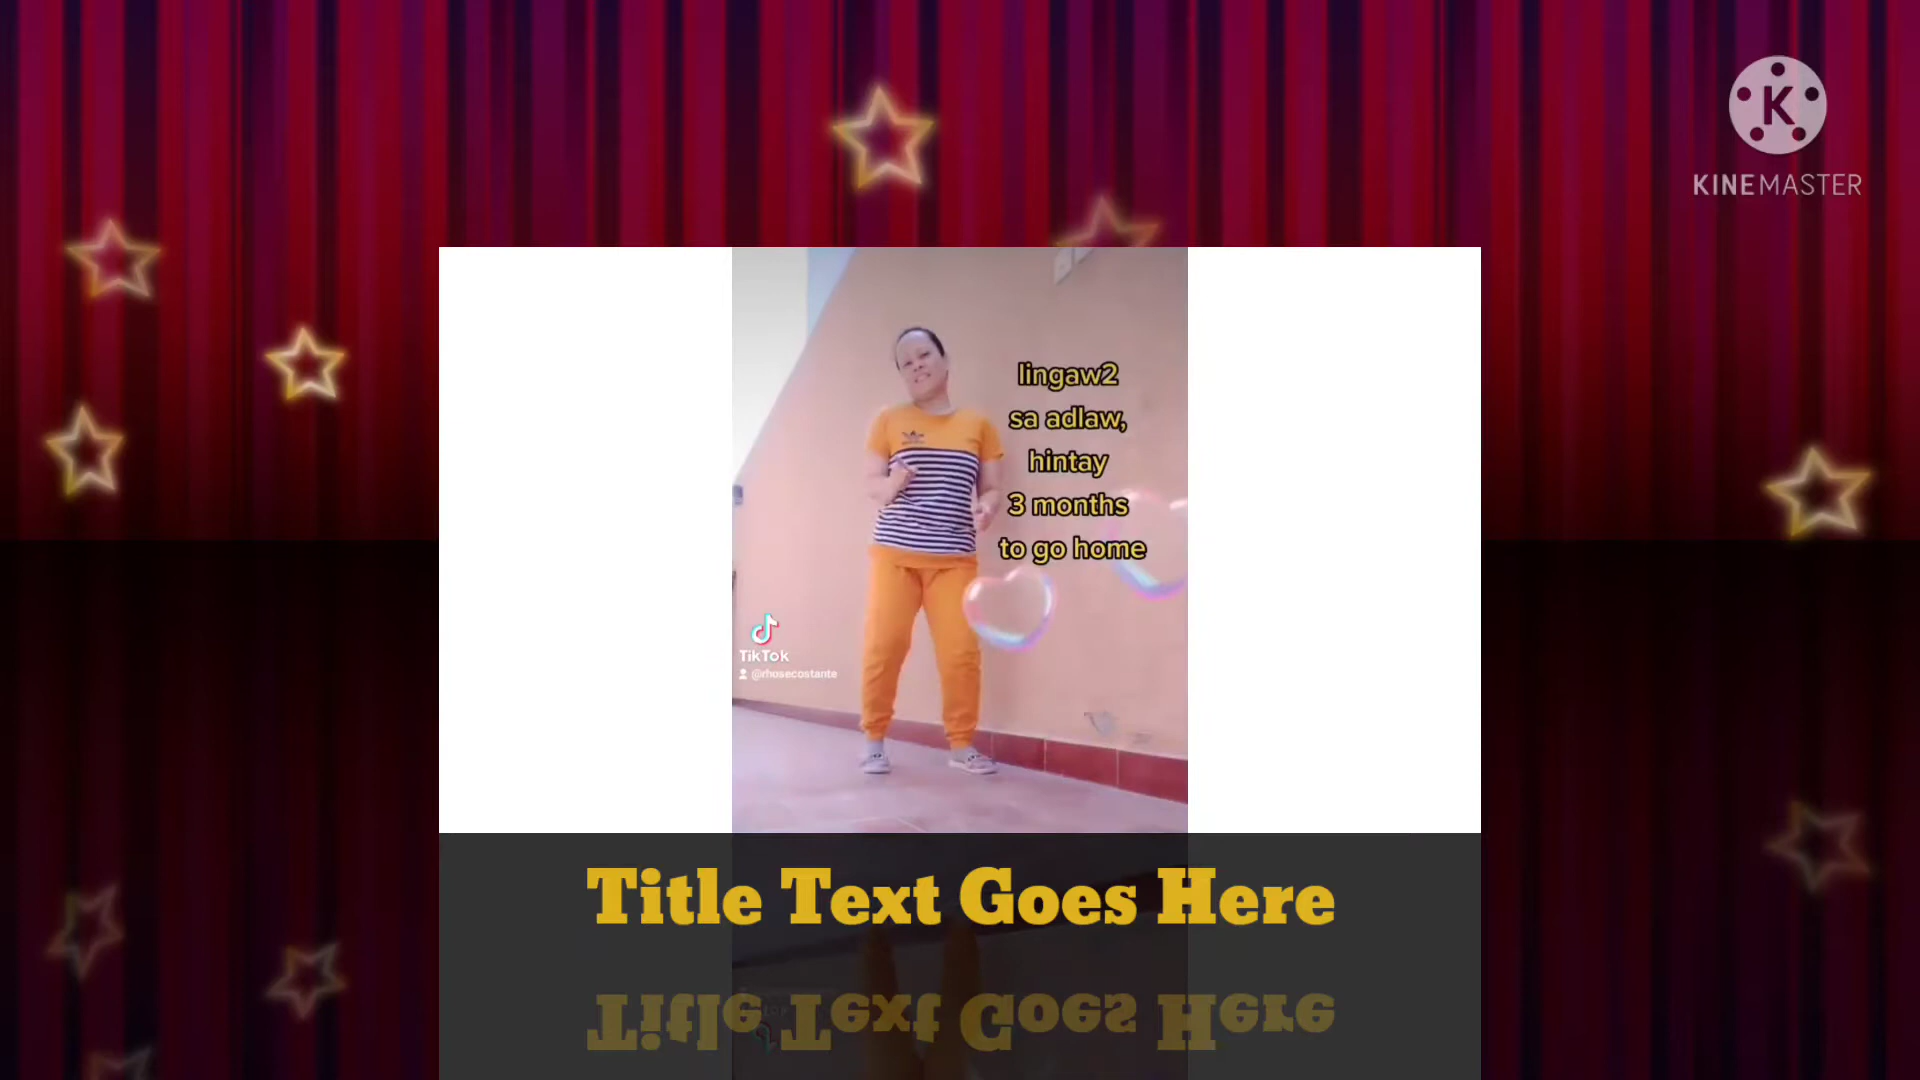 K
KINEMASTER
lingaw2
sa adlaw,
hintay
3 months
to go home
TikTok
@rhosecostante
Title Text Goes Here
Title Text Goes Here